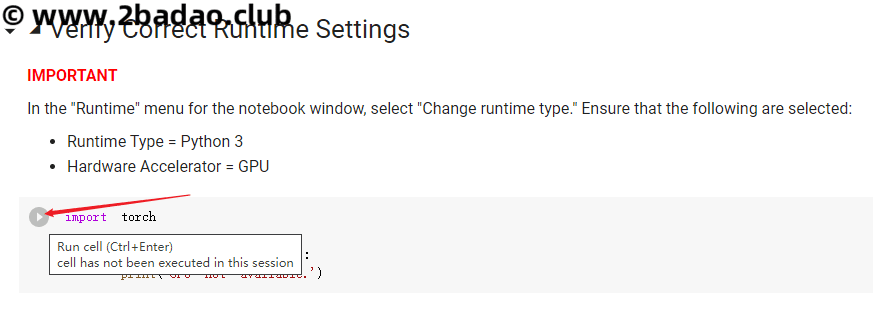 © www.2badao.club
Verify Correct Runtime Settings
IMPORTANT
In the "Runtime" menu for the notebook window, select "Change runtime type." Ensure that the following are selected:
• Runtime Type = Python 3
• Hardware Accelerator = GPU
import torch
:
Run cell (Ctrl+Enter)
cell has not been executed in this session
print('GPU not available.')